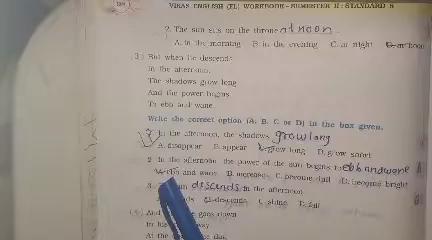 VIKAS ENGLISH (FL) WORKBOOK - SEMESTER II : STANDARD 8
2. The sun sits on the throne at noon
A. in the morning B. in the evening C. at night D. at noon
(3) But when he descends
In the afternoon,
The shadows grow long
And the power begins
To ebb and wane.
Write the correct option (A, B, C or D) in the box given.
In the afternoon, the shadows grow long
A. disappear B. appear C. grow long D. grow short
2. In the afternoon the power of the sun begins to ebb and wane A
A. ebb and wane B. increase C. become dull D. become bright
3. descends in the afternoon.
B. descends C. shine D. fall
(4) And goes down
In his
At the